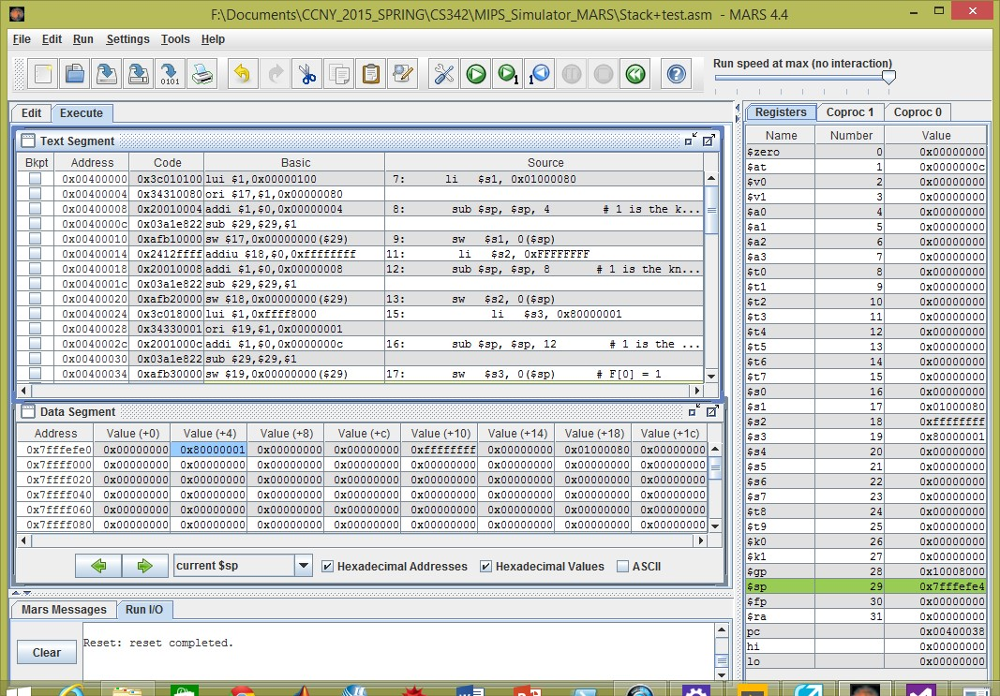 F:\Documents\CCNY_2015_SPRING\CS342\MIPS_Simulator_MARS\Stack+test.asm - MARS 4.4
File Edit Run Settings Tools Help
Run speed at max (no interaction)
Edit Execute
Text Segment
Bkpt Address Code Basic Source
0x00400000 0x3c010100 lui $1,0x00000100 7: li $s1, 0x01000080
0x00400004 0x34310080 ori $17,$1,0x00000080
0x00400008 0x20010004 addi $1,$0,0x00000004 8: sub $sp, $sp, 4 # 1 is the k...
0x0040000c 0x03a1e822 sub $29,$29,$1
0x00400010 0xafb10000 sw $17,0x00000000($29) 9: sw $s1, 0($sp)
0x00400014 0x2412ffff addiu $18,$0,0xffffffff 11: li $s2, 0xFFFFFFFF
0x00400018 0x20010008 addi $1,$0,0x00000008 12: sub $sp, $sp, 8 # 1 is the kn...
0x0040001c 0x03a1e822 sub $29,$29,$1
0x00400020 0xafb20000 sw $18,0x00000000($29) 13: sw $s2, 0($sp)
0x00400024 0x3c018000 lui $1,0xffff8000 15: li $s3, 0x80000001
0x00400028 0x34330001 ori $19,$1,0x00000001
0x0040002c 0x2001000c addi $1,$0,0x0000000c 16: sub $sp, $sp, 12 # 1 is the ...
0x00400030 0x03a1e822 sub $29,$29,$1
0x00400034 0xafb30000 sw $19,0x00000000($29) 17: sw $s3, 0($sp) # F[0] = 1
Data Segment
Address Value (+0) Value (+4) Value (+8) Value (+c) Value (+10) Value (+14) Value (+18) Value (+1c)
0x7fffefe0 0x00000000 0x80000001 0x00000000 0x00000000 0xffffffff 0x00000000 0x01000080 0x00000000
0x7ffff000 0x00000000 0x00000000 0x00000000 0x00000000 0x00000000 0x00000000 0x00000000 0x00000000
0x7ffff020 0x00000000 0x00000000 0x00000000 0x00000000 0x00000000 0x00000000 0x00000000 0x00000000
0x7ffff040 0x00000000 0x00000000 0x00000000 0x00000000 0x00000000 0x00000000 0x00000000 0x00000000
0x7ffff060 0x00000000 0x00000000 0x00000000 0x00000000 0x00000000 0x00000000 0x00000000 0x00000000
0x7ffff080 0x00000000 0x00000000 0x00000000 0x00000000 0x00000000 0x00000000 0x00000000 0x00000000
current $sp Hexadecimal Addresses Hexadecimal Values ASCII
Mars Messages Run I/O
Clear
Reset: reset completed.
Registers Coproc 1 Coproc 0
Name Number Value
$zero 0 0x00000000
$at 1 0x0000000c
$v0 2 0x00000000
$v1 3 0x00000000
$a0 4 0x00000000
$a1 5 0x00000000
$a2 6 0x00000000
$a3 7 0x00000000
$t0 8 0x00000000
$t1 9 0x00000000
$t2 10 0x00000000
$t3 11 0x00000000
$t4 12 0x00000000
$t5 13 0x00000000
$t6 14 0x00000000
$t7 15 0x00000000
$s0 16 0x00000000
$s1 17 0x01000080
$s2 18 0xffffffff
$s3 19 0x80000001
$s4 20 0x00000000
$s5 21 0x00000000
$s6 22 0x00000000
$s7 23 0x00000000
$t8 24 0x00000000
$t9 25 0x00000000
$k0 26 0x00000000
$k1 27 0x00000000
$gp 28 0x10008000
$sp 29 0x7fffefe4
$fp 30 0x00000000
$ra 31 0x00000000
pc 0x00400038
hi 0x00000000
lo 0x00000000